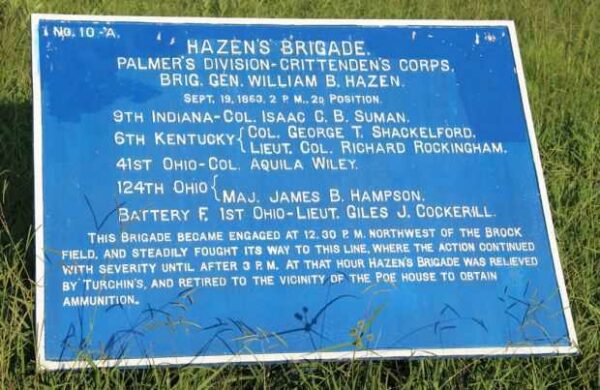 NO. 10-A.
HAZEN'S BRIGADE.
PALMER'S DIVISION-CRITTENDEN'S CORPS.
BRIG. GEN. WILLIAM B. HAZEN.
SEPT. 19, 1863, 2 P. M., 2D POSITION.
9TH INDIANA-COL. ISAAC C. B. SUMAN.
6TH KENTUCKY { COL. GEORGE T. SHACKELFORD.
LIEUT. COL. RICHARD ROCKINGHAM.
41ST OHIO-COL. AQUILA WILEY.
124TH OHIO {
MAJ. JAMES B. HAMPSON.
BATTERY F, 1ST OHIO-LIEUT. GILES J. COCKERILL.
THIS BRIGADE BECAME ENGAGED AT 12.30 P. M. NORTHWEST OF THE BROCK
FIELD, AND STEADILY FOUGHT ITS WAY TO THIS LINE, WHERE THE ACTION CONTINUED
WITH SEVERITY UNTIL AFTER 3 P. M. AT THAT HOUR HAZEN'S BRIGADE WAS RELIEVED
BY TURCHIN'S, AND RETIRED TO THE VICINITY OF THE POE HOUSE TO OBTAIN
AMMUNITION.